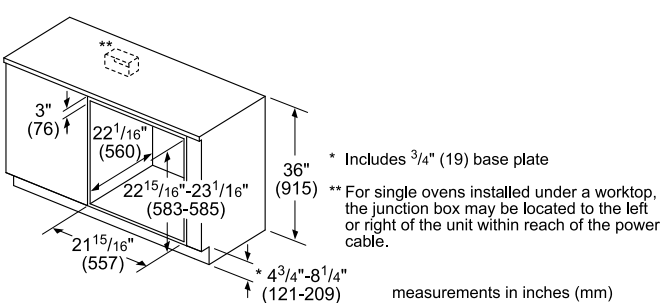 **
3"
(76)
22 1/16"
(560)
22 15/16"-23 1/16"
(583-585)
36"
(915)
21 15/16"
(557)
* 4 3/4"-8 1/4"
(121-209)
* Includes 3/4" (19) base plate
** For single ovens installed under a worktop,
the junction box may be located to the left
or right of the unit within reach of the power
cable.
measurements in inches (mm)